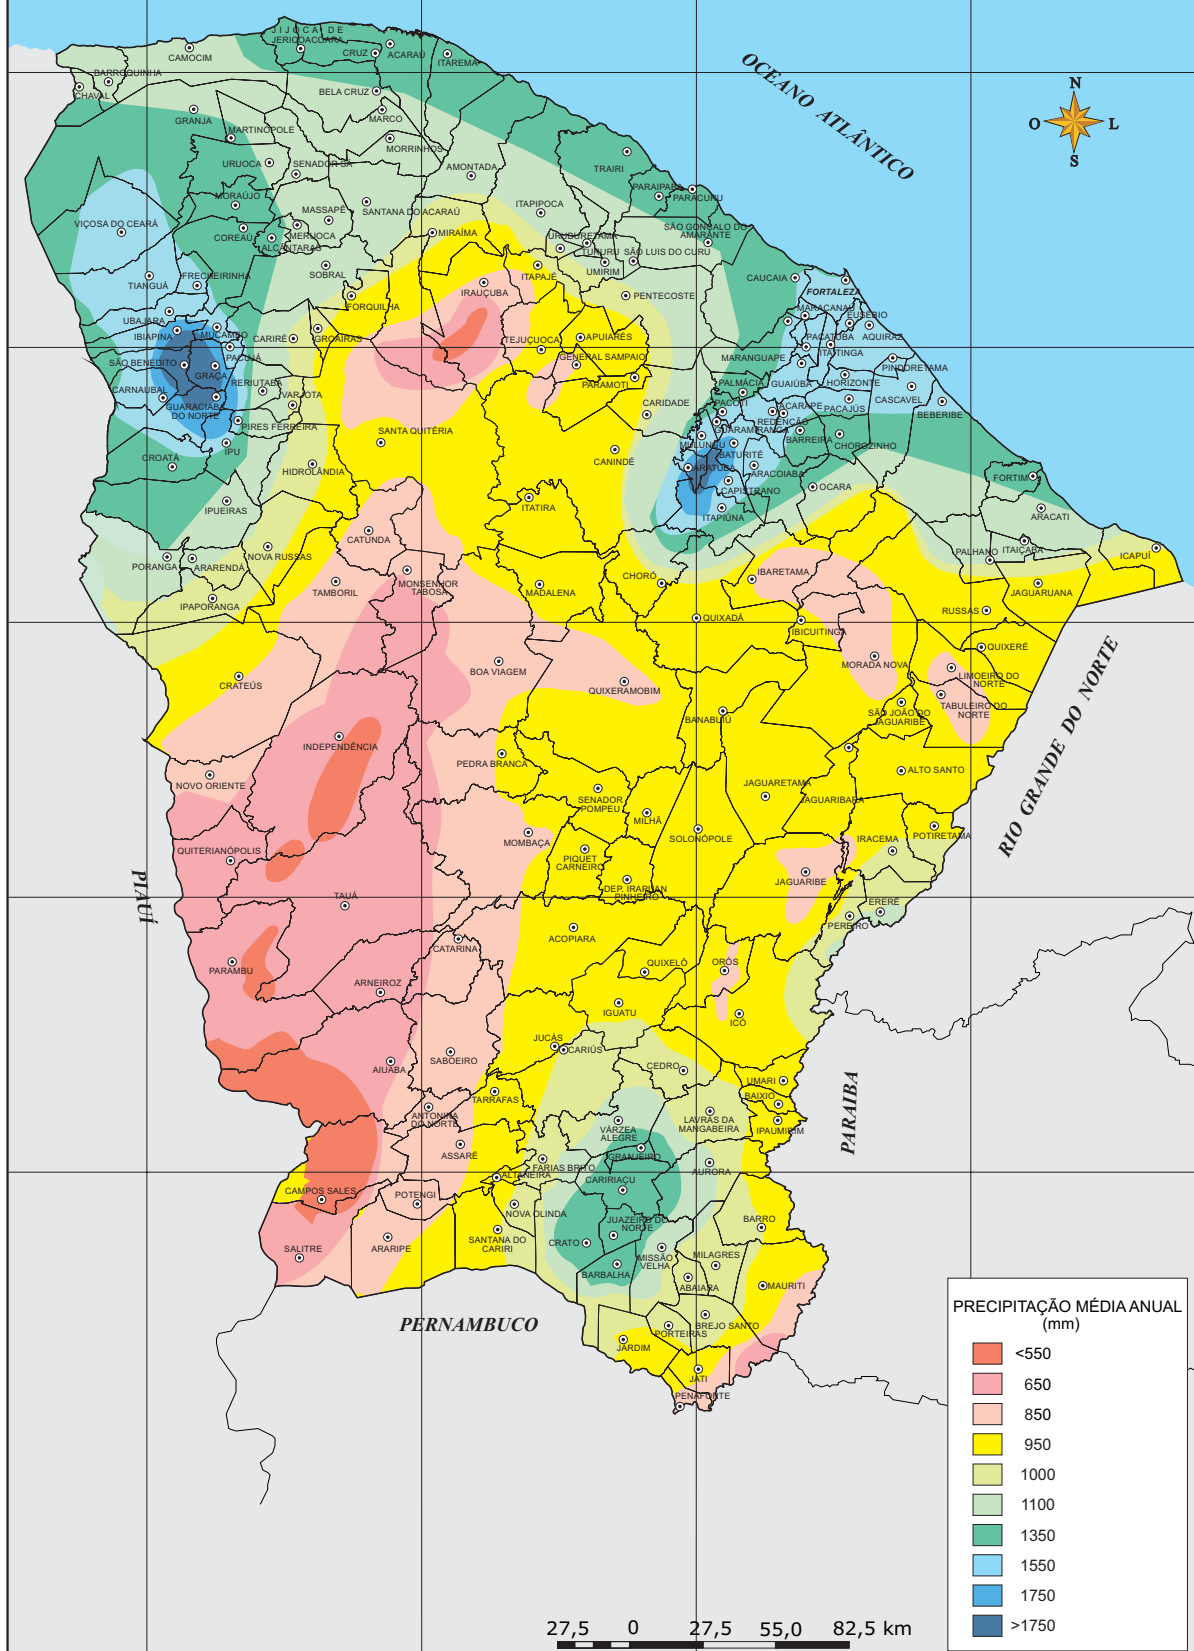 JIJOCA DE
JERICOACOARA
CRUZ
ACARAÚ
ITAREMA
CAMOCIM
BARROQUINHA
CHAVAL
BELA CRUZ
GRANJA
MARCO
MARTINÓPOLE
MORRINHOS
OCEANO ATLÂNTICO
N
O
L
S
URUOCA
SENADOR SÁ
AMONTADA
TRAIRI
PARAIPABA
PARACURU
MORAÚJO
MASSAPÊ
SANTANA DO ACARAÚ
ITAPIPOCA
VIÇOSA DO CEARÁ
COREAÚ
MERUOCA
ALCÂNTARAS
MIRAÍMA
URUBURETAMA
TURURU
SÃO LUIS DO CURU
SÃO GONÇALO DO
AMARANTE
UMIRIM
TIANGUÁ
FRECHEIRINHA
SOBRAL
ITAPAJÉ
IRAUÇUBA
CAUCAIA
FORTALEZA
FORQUILHA
PENTECOSTE
UBAJARA
IBIAPINA
MUCAMBO
CARIRÉ
GROAÍRAS
MARACANAÚ
EUSÉBIO
AQUIRAZ
PACATUBA
ITAITINGA
APUIARÉS
TEJUÇUOCA
GENERAL SAMPAIO
MARANGUAPE
PINDORETAMA
PACUJÁ
SÃO BENEDITO
GRAÇA
RERIUTABA
VARJOTA
PARAMOTI
PALMÁCIA
GUAIÚBA
HORIZONTE
CARNAUBAL
GUARACIABA
DO NORTE
PIRES FERREIRA
CARIDADE
PACOTI
ACARAPE
REDENÇÃO
PACAJÚS
CASCAVEL
BEBERIBE
GUARAMIRANGA
MULUNGU
BARREIRA
CHOROZINHO
SANTA QUITÉRIA
CANINDÉ
BATURITÉ
ARATUBA
ARACOIABA
CROATÁ
IPU
HIDROLÂNDIA
CAPISTRANO
OCARA
FORTIM
IPUEIRAS
ITATIRA
ITAPIÚNA
ARACATI
CATUNDA
PORANGA
ARARENDÁ
NOVA RUSSAS
PALHANO
ITAIÇABA
ICAPUÍ
TAMBORIL
MONSENHOR
TABOSA
MADALENA
CHORÓ
IBARETAMA
JAGUARUANA
IPAPORANGA
QUIXADÁ
IBICUITINGA
RUSSAS
QUIXERÉ
CRATEÚS
BOA VIAGEM
QUIXERAMOBIM
MORADA NOVA
LIMOEIRO DO
NORTE
TABULEIRO DO
NORTE
BANABUIÚ
SÃO JOÃO DO
JAGUARIBE
RIO GRANDE DO NORTE
INDEPENDÊNCIA
PEDRA BRANCA
NOVO ORIENTE
ALTO SANTO
SENADOR
POMPEU
JAGUARETAMA
JAGUARIBARA
MILHÃ
SOLONÓPOLE
POTIRETAMA
IRACEMA
QUITERIANÓPOLIS
MOMBAÇA
PIQUET
CARNEIRO
JAGUARIBE
DEP. IRAPUAN
PINHEIRO
PIAUÍ
TAUÁ
ERERÊ
PEREIRO
ACOPIARA
CATARINA
PARAMBU
QUIXELÔ
ORÓS
ARNEIROZ
IGUATU
ICÓ
JUCÁS
CARIÚS
AIUABA
SABOEIRO
CEDRO
UMARI
TARRAFAS
BAIXIO
ANTONINA
DO NORTE
VÁRZEA
ALEGRE
LAVRAS DA
MANGABEIRA
IPAUMIRIM
PARAIBA
ASSARÉ
GRANJEIRO
FARIAS BRITO
AURORA
ALTANEIRA
CARIRIAÇU
CAMPOS SALES
POTENGI
NOVA OLINDA
JUAZEIRO DO
NORTE
BARRO
SALITRE
ARARIPE
SANTANA DO
CARIRI
CRATO
MISSÃO
VELHA
MILAGRES
BARBALHA
ABAIARA
MAURITI
PERNAMBUCO
BREJO SANTO
PORTEIRAS
JARDIM
JATI
PENAFORTE
PRECIPITAÇÃO MÉDIA ANUAL
(mm)
<550
650
850
950
1000
1100
1350
1550
1750
>1750
27,5 0 27,5 55,0 82,5 km